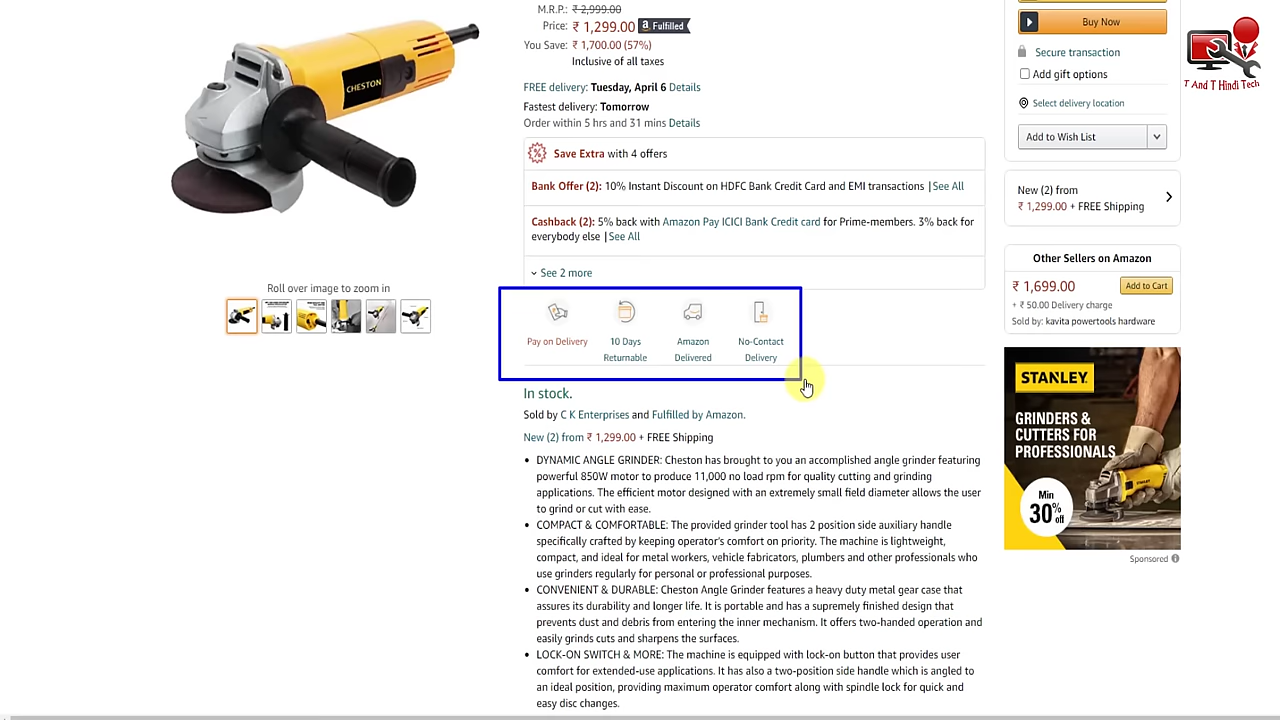 M.R.P.: ₹ 2,999.00
Price: ₹ 1,299.00 a Fulfilled
You Save: ₹ 1,700.00 (57%)
Inclusive of all taxes
FREE delivery: Tuesday, April 6 Details
Fastest delivery: Tomorrow
Order within 5 hrs and 31 mins Details
Save Extra with 4 offers
Bank Offer (2): 10% Instant Discount on HDFC Bank Credit Card and EMI transactions | See All
Cashback (2): 5% back with Amazon Pay ICICI Bank Credit card for Prime-members. 3% back for
everybody else | See All
See 2 more
CHESTON
Roll over image to zoom in
Pay on Delivery
10 Days
Returnable
Amazon
Delivered
No-Contact
Delivery
In stock.
Sold by C K Enterprises and Fulfilled by Amazon.
New (2) from ₹ 1,299.00 + FREE Shipping
• DYNAMIC ANGLE GRINDER: Cheston has brought to you an accomplished angle grinder featuring
powerful 850W motor to produce 11,000 no load rpm for quality cutting and grinding
applications. The efficient motor designed with an extremely small field diameter allows the user
to grind or cut with ease.
• COMPACT & COMFORTABLE: The provided grinder tool has 2 position side auxiliary handle
specifically crafted by keeping operator's comfort on priority. The machine is lightweight,
compact, and ideal for metal workers, vehicle fabricators, plumbers and other professionals who
use grinders regularly for personal or professional purposes.
• CONVENIENT & DURABLE: Cheston Angle Grinder features a heavy duty metal gear case that
assures its durability and longer life. It is portable and has a supremely finished design that
prevents dust and debris from entering the inner mechanism. It offers two-handed operation and
easily grinds cuts and sharpens the surfaces.
• LOCK-ON SWITCH & MORE: The machine is equipped with lock-on button that provides user
comfort for extended-use applications. It has also a two-position side handle which is angled to
an ideal position, providing maximum operator comfort along with spindle lock for quick and
easy disc changes.
Buy Now
Secure transaction
Add gift options
Select delivery location
Add to Wish List
New (2) from
₹ 1,299.00 + FREE Shipping
Other Sellers on Amazon
₹ 1,699.00 Add to Cart
+ ₹ 50.00 Delivery charge
Sold by: kavita powertools hardware
STANLEY
GRINDERS &
CUTTERS FOR
PROFESSIONALS
Min
30% off
STANLEY
Sponsored
T And T Hindi Tech